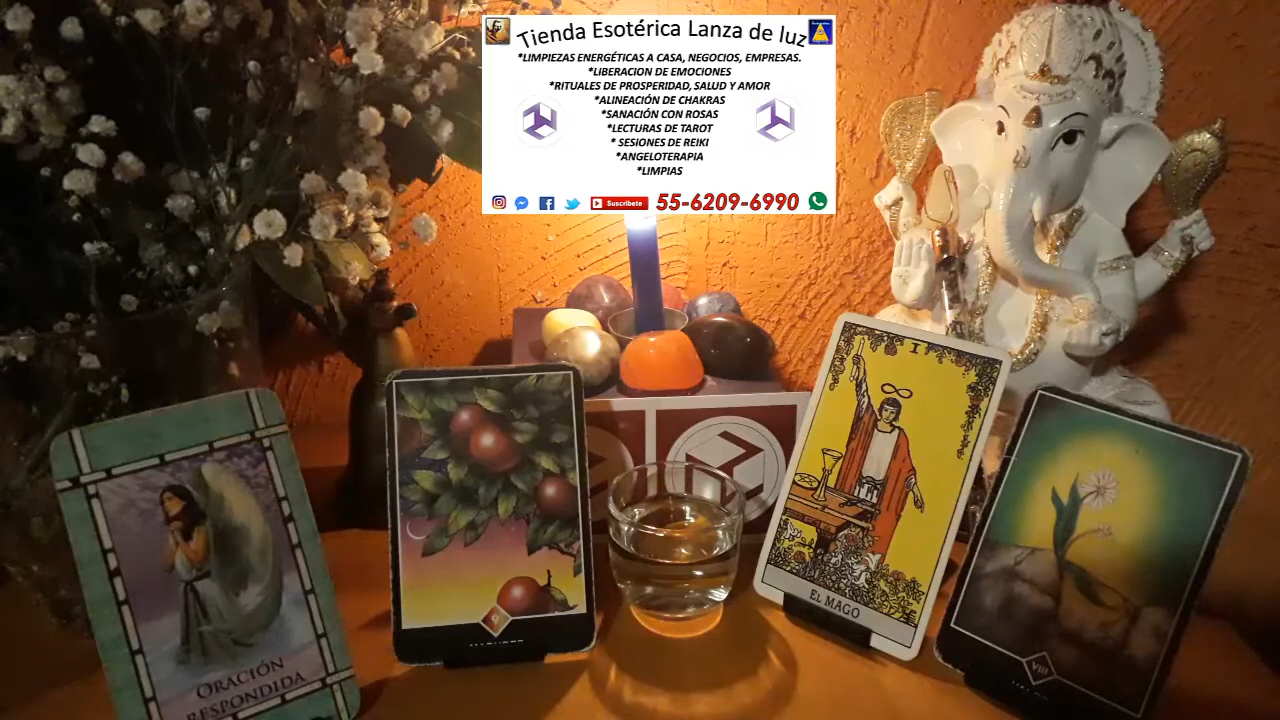 Tienda Esotérica Lanza de luz
*LIMPIEZAS ENERGÉTICAS A CASA, NEGOCIOS, EMPRESAS.
*LIBERACION DE EMOCIONES
*RITUALES DE PROSPERIDAD, SALUD Y AMOR
*ALINEACIÓN DE CHAKRAS
*SANACIÓN CON ROSAS
*LECTURAS DE TAROT
* SESIONES DE REIKI
*ANGELOTERAPIA
*LIMPIAS
Suscríbete 55-6209-6990
I
EL MAGO
ORACIÓN
RESPONDIDA
9
VIII